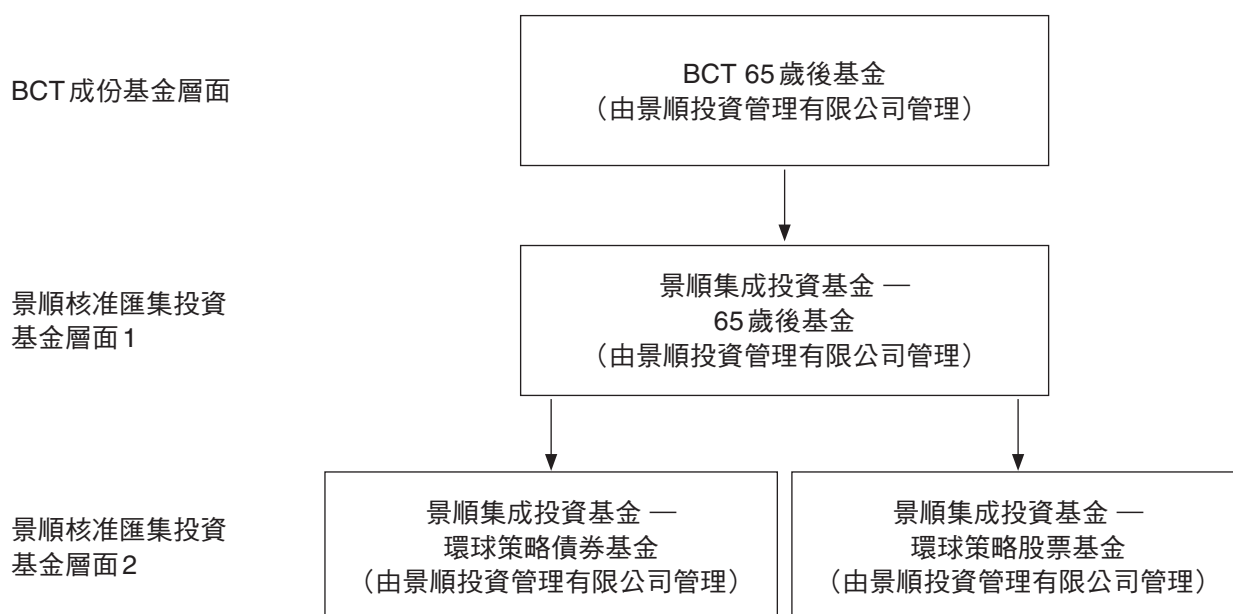 BCT成份基金層面
BCT 65歲後基金
（由景順投資管理有限公司管理）
景順核准匯集投資
基金層面1
景順集成投資基金 —
65歲後基金
（由景順投資管理有限公司管理）
景順核准匯集投資
基金層面2
景順集成投資基金 —
環球策略債券基金
（由景順投資管理有限公司管理）
景順集成投資基金 —
環球策略股票基金
（由景順投資管理有限公司管理）